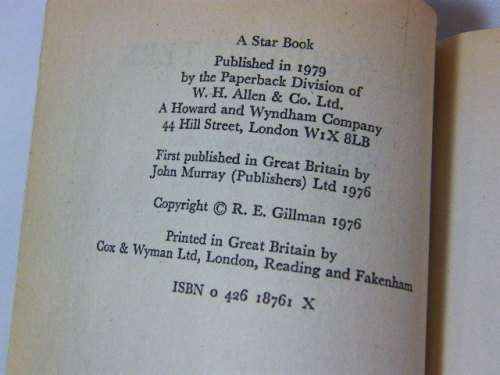 A Star Book
Published in 1979
by the Paperback Division of
W. H. Allen & Co. Ltd.
A Howard and Wyndham Company
44 Hill Street, London W1X 8LB
First published in Great Britain by
John Murray (Publishers) Ltd 1976
Copyright © R. E. Gillman 1976
Printed in Great Britain by
Cox & Wyman Ltd, London, Reading and Fakenham
ISBN 0 426 18761 X